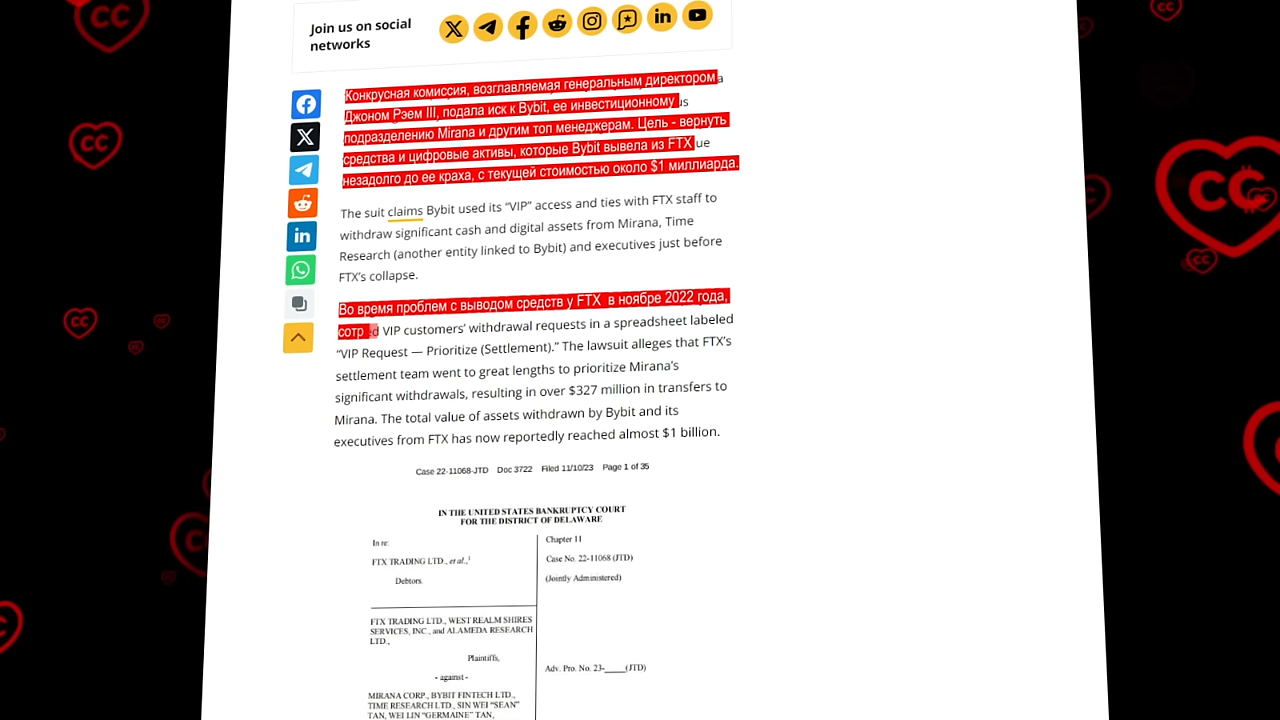 Join us on social
networks
Конкрусная комиссия, возглавляемая генеральным директором a
Джоном Рэем III, подала иск к Bybit, ее инвестиционному us
подразделению Mirana и другим топ менеджерам. Цель - вернуть
средства и цифровые активы, которые Bybit вывела из FTX ue
незадолго до ее краха, с текущей стоимостью около $1 миллиарда.
The suit claims Bybit used its “VIP” access and ties with FTX staff to
withdraw significant cash and digital assets from Mirana, Time
Research (another entity linked to Bybit) and executives just before
FTX’s collapse.
Во время проблем с выводом средств у FTX в ноябре 2022 года,
сотр d VIP customers’ withdrawal requests in a spreadsheet labeled
“VIP Request — Prioritize (Settlement).” The lawsuit alleges that FTX’s
settlement team went to great lengths to prioritize Mirana’s
significant withdrawals, resulting in over $327 million in transfers to
Mirana. The total value of assets withdrawn by Bybit and its
executives from FTX has now reportedly reached almost $1 billion.
Case 22-11068-JTD Doc 3722 Filed 11/10/23 Page 1 of 35
IN THE UNITED STATES BANKRUPTCY COURT
FOR THE DISTRICT OF DELAWARE
In re:
FTX TRADING LTD., et al.,1
Debtors.
Chapter 11
Case No. 22-11068 (JTD)
(Jointly Administered)
FTX TRADING LTD., WEST REALM SHIRES
SERVICES, INC., and ALAMEDA RESEARCH
LTD.,
Plaintiffs,
- against -
Adv. Pro. No. 23-_____(JTD)
MIRANA CORP., BYBIT FINTECH LTD.,
TIME RESEARCH LTD., SIN WEI “SEAN”
TAN, WEI LIN “GERMAINE” TAN,